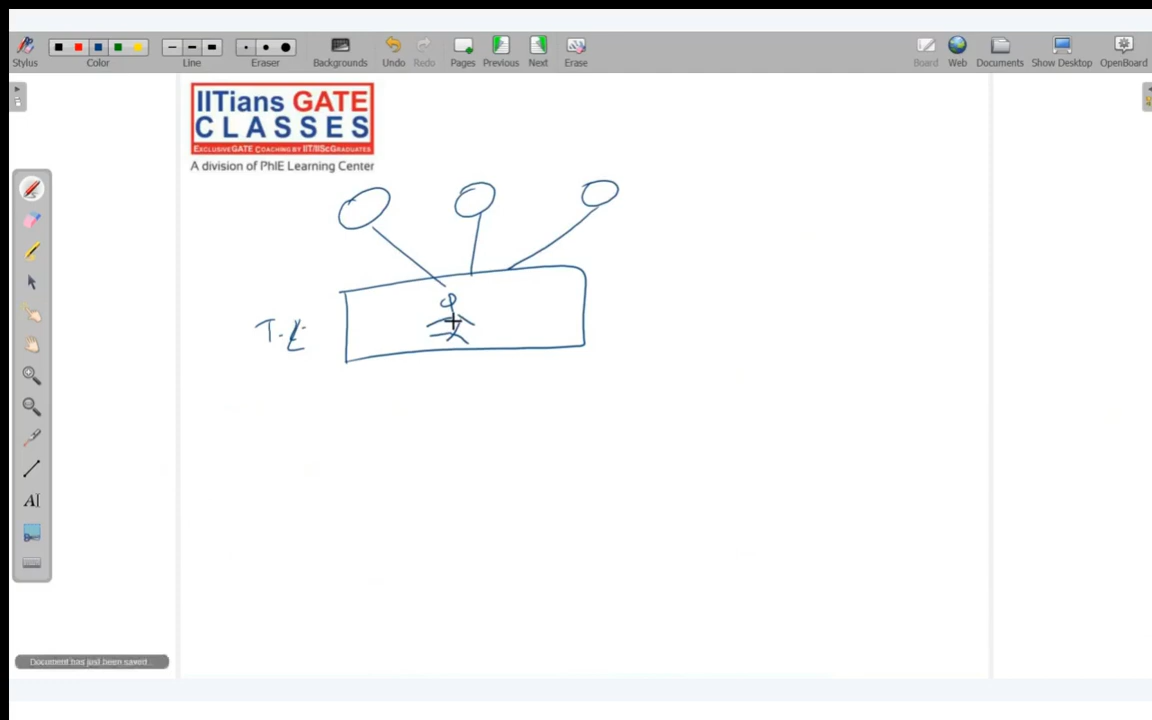 Stylus
Color
Line
Eraser
Backgrounds
Undo
Redo
Pages
Previous
Next
Erase
Board
Web
Documents
Show Desktop
OpenBoard
IITians GATE
CLASSES
EXCLUSIVE GATE COACHING BY IIT/IISc GRADUATES
A division of PhIE Learning Center
φ
AI
Document has just been saved...